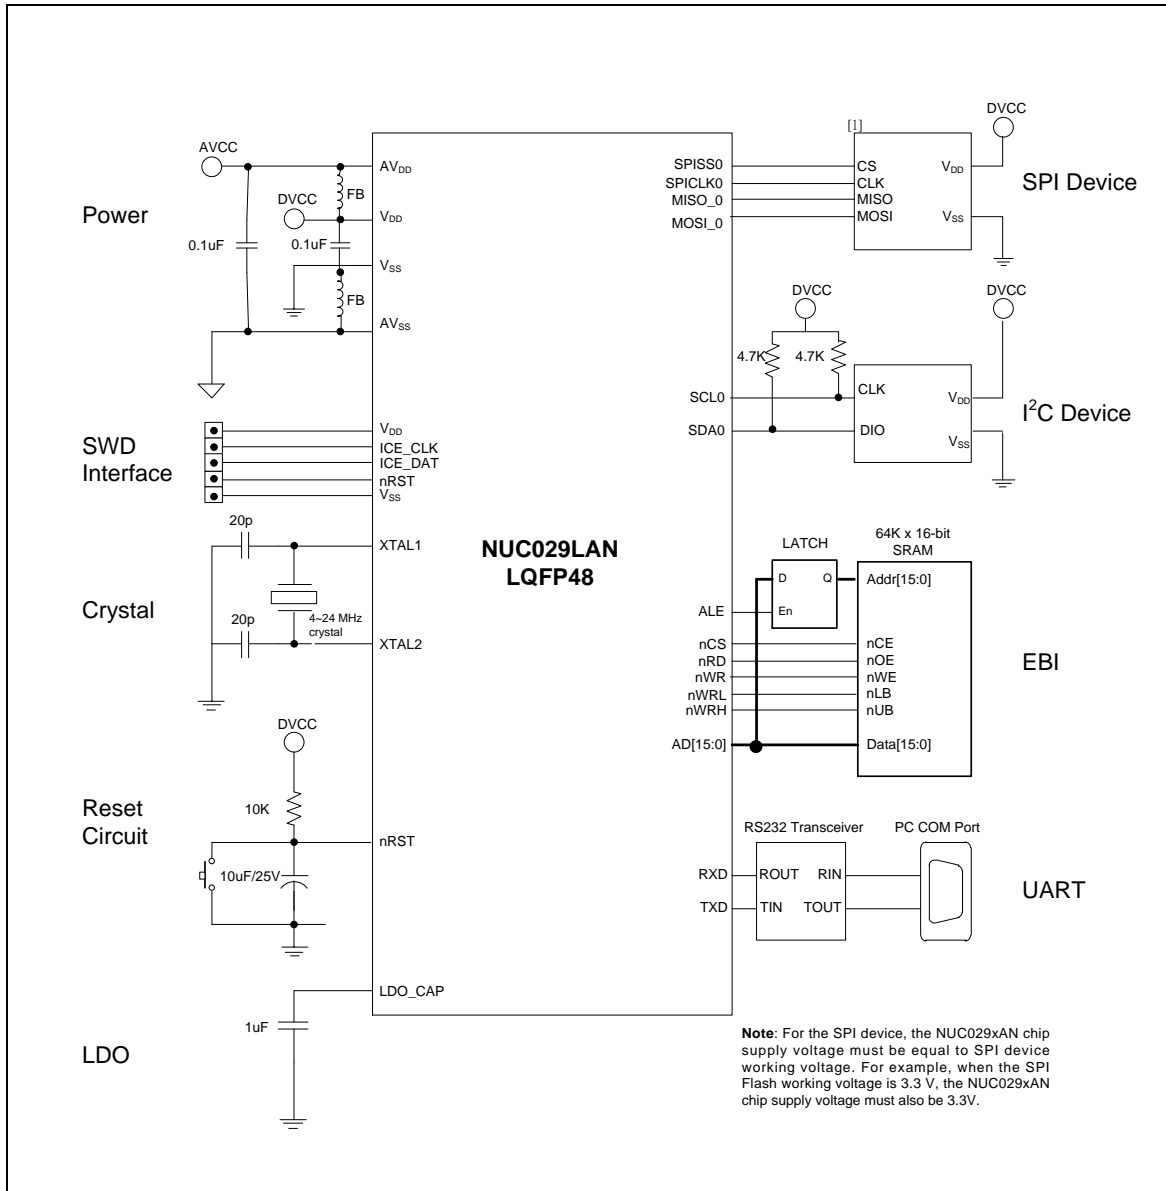 Power
AVCC
DVCC
0.1uF
0.1uF
FB
FB
AVDD
VDD
VSS
AVSS
SWD
Interface
VDD
ICE_CLK
ICE_DAT
nRST
VSS
Crystal
20p
20p
4~24 MHz
crystal
XTAL1
XTAL2
Reset
Circuit
DVCC
10K
10uF/25V
nRST
LDO
1uF
LDO_CAP
NUC029LAN
LQFP48
SPISS0
SPICLK0
MISO_0
MOSI_0
[1]
CS
CLK
MISO
MOSI
VDD
VSS
DVCC
SPI Device
DVCC
4.7K
4.7K
SCL0
SDA0
CLK
DIO
VDD
VSS
DVCC
I2C Device
LATCH
D
Q
En
64K x 16-bit
SRAM
ALE
nCS
nRD
nWR
nWRL
nWRH
AD[15:0]
Addr[15:0]
nCE
nOE
nWE
nLB
nUB
Data[15:0]
EBI
RS232 Transceiver
PC COM Port
RXD
TXD
ROUT
RIN
TIN
TOUT
UART
Note: For the SPI device, the NUC029xAN chip
supply voltage must be equal to SPI device
working voltage. For example, when the SPI
Flash working voltage is 3.3 V, the NUC029xAN
chip supply voltage must also be 3.3V.